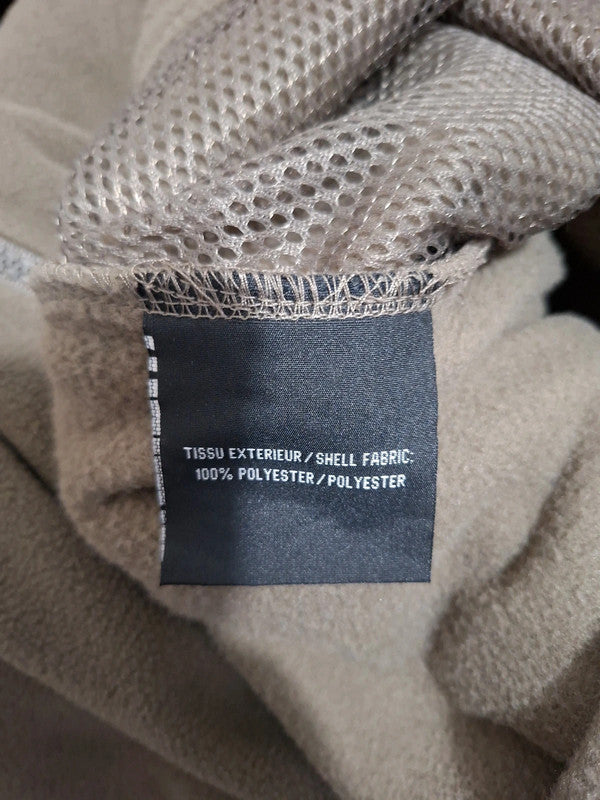 TISSU EXTERIEUR/SHELL FABRIC:
100% POLYESTER/POLYESTER